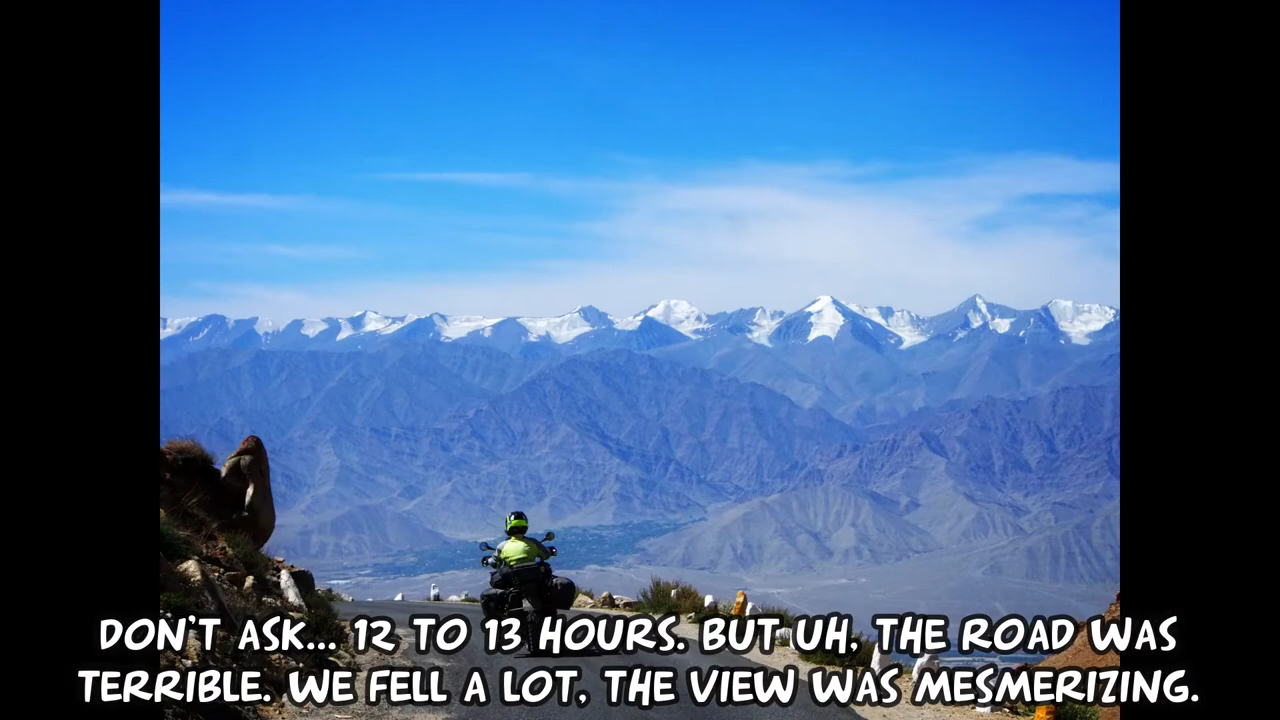 DON'T ASK... 12 TO 13 HOURS. BUT UH, THE ROAD WAS
TERRIBLE. WE FELL A LOT, THE VIEW WAS MESMERIZING.